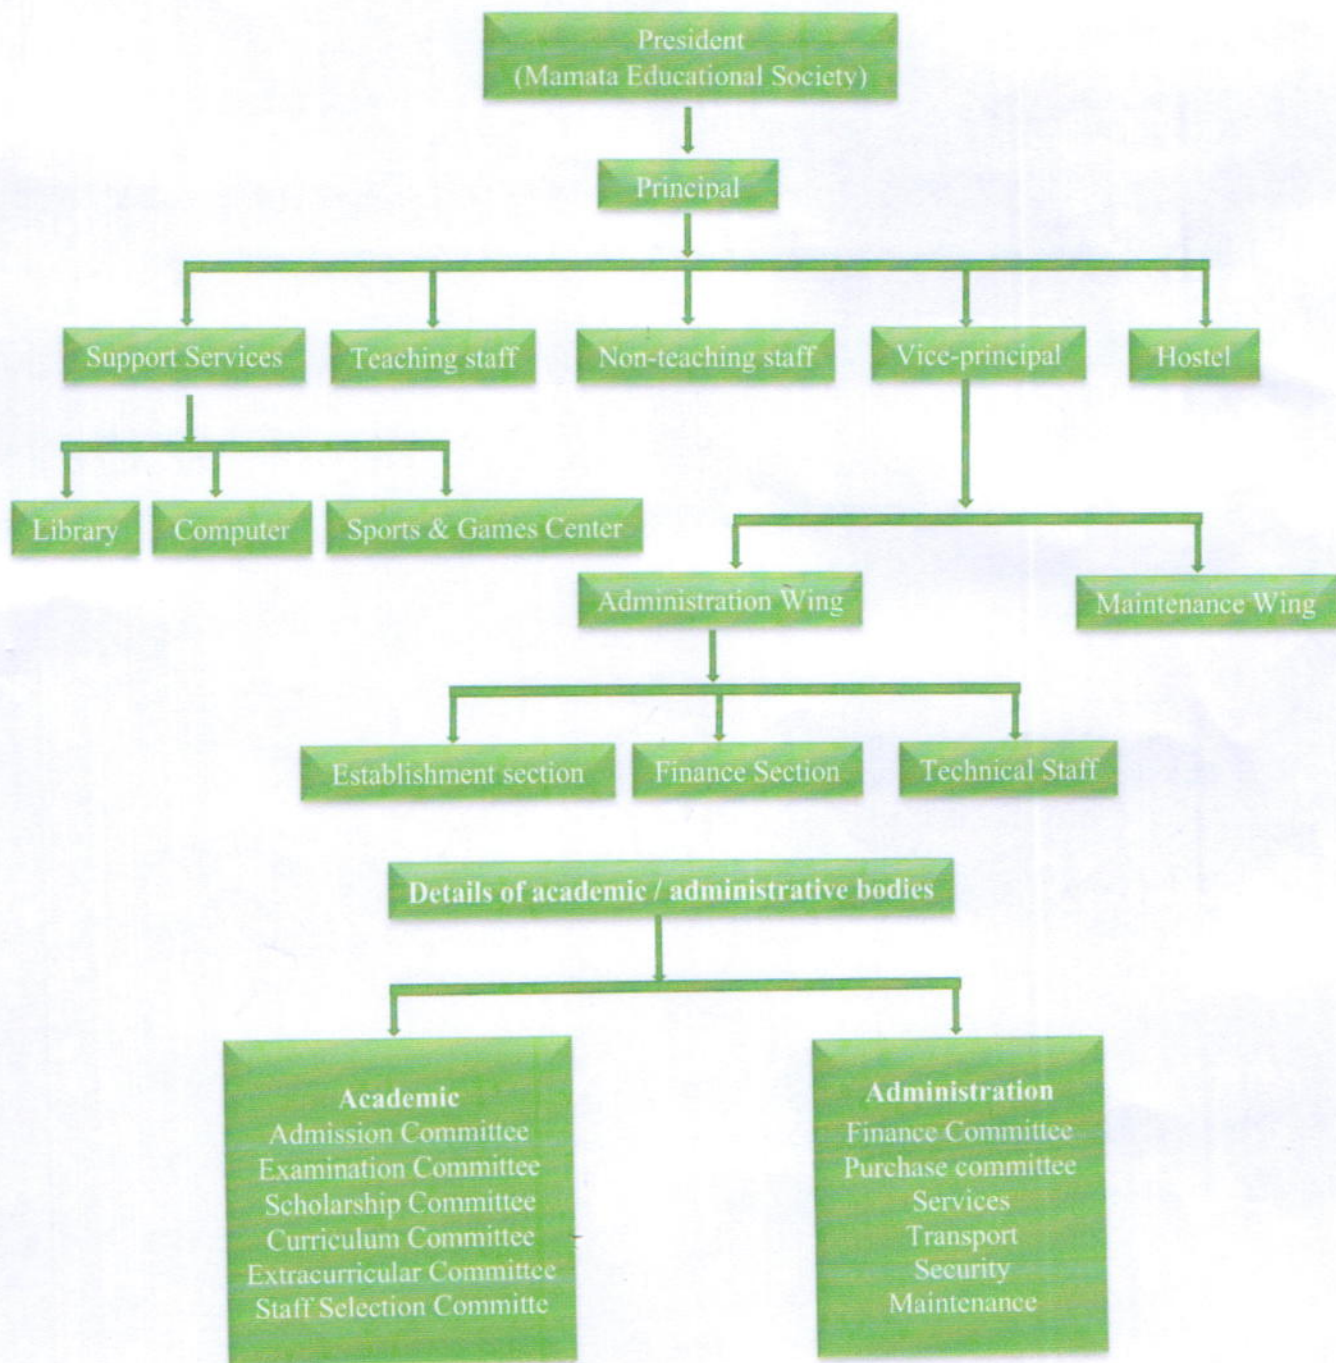 President
(Mamata Educational Society)
Principal
Support Services
Teaching staff
Non-teaching staff
Vice-principal
Hostel
Library
Computer
Sports & Games Center
Administration Wing
Maintenance Wing
Establishment section
Finance Section
Technical Staff
Details of academic / administrative bodies
Academic
Admission Committee
Examination Committee
Scholarship Committee
Curriculum Committee
Extracurricular Committee
Staff Selection Committe
Administration
Finance Committee
Purchase committee
Services
Transport
Security
Maintenance